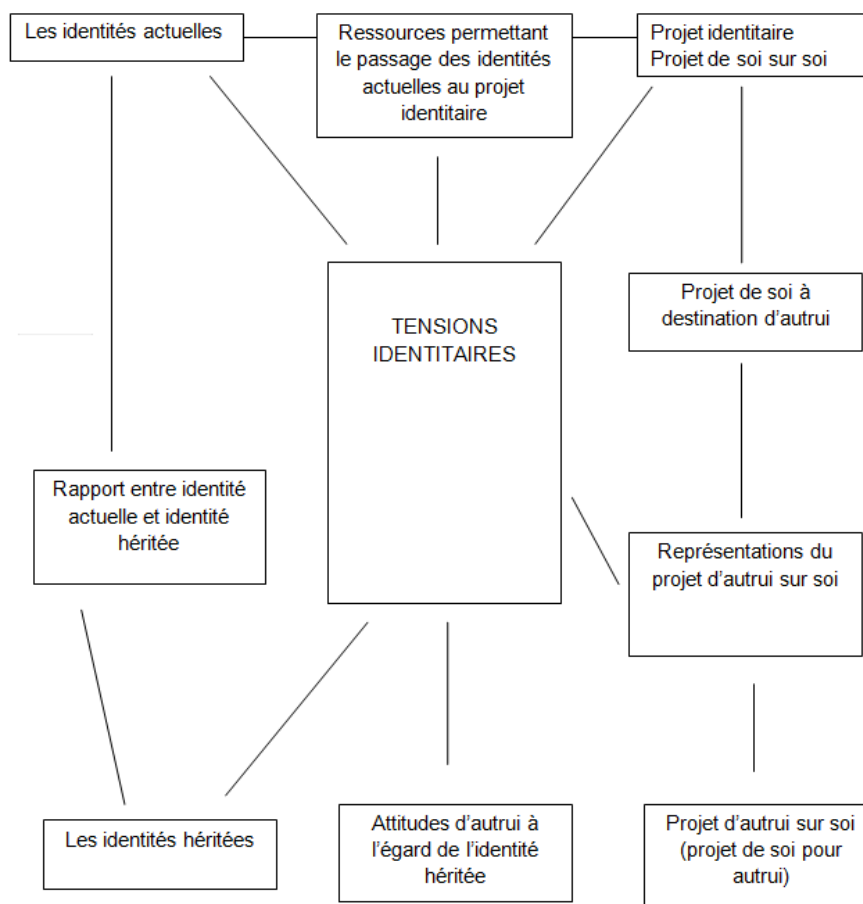 Les identités actuelles
Ressources permettant
le passage des identités
actuelles au projet
identitaire
Projet identitaire
Projet de soi sur soi
TENSIONS
IDENTITAIRES
Projet de soi à
destination d'autrui
Rapport entre identité
actuelle et identité
héritée
Représentations du
projet d'autrui sur soi
Les identités héritées
Attitudes d'autrui à
l'égard de l'identité
héritée
Projet d'autrui sur soi
(projet de soi pour
autrui)